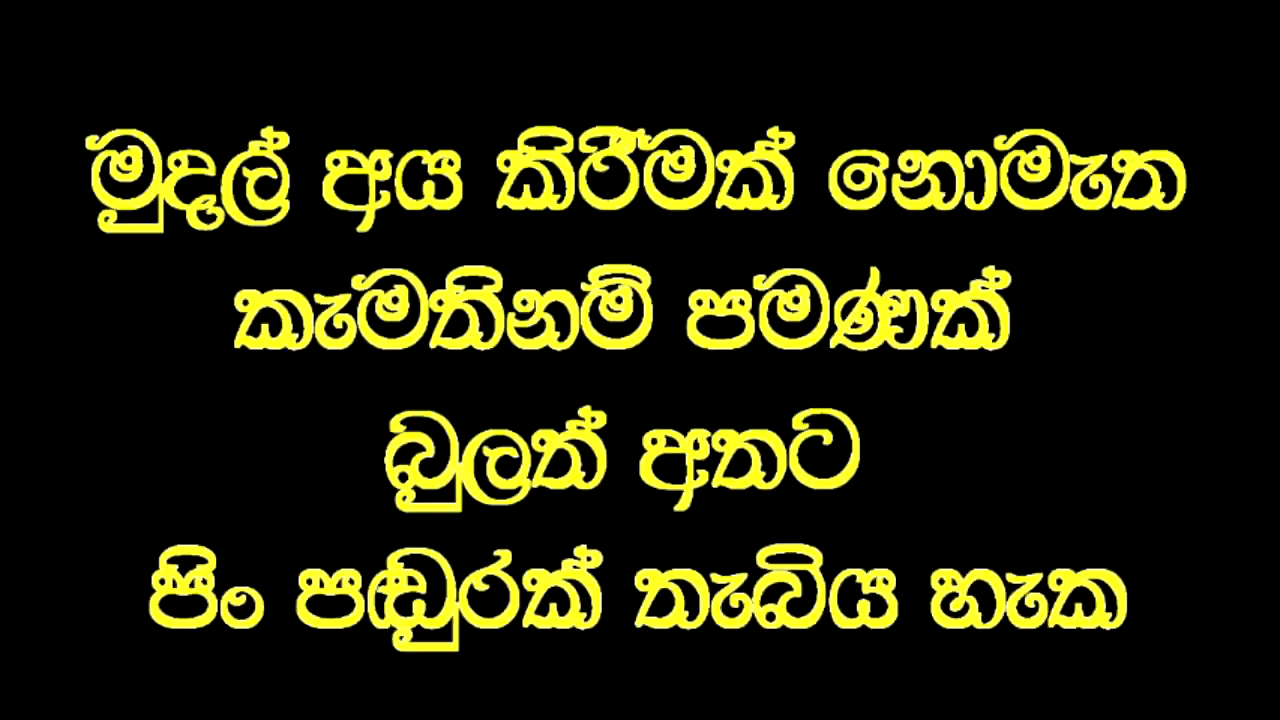 මුදල් අය කිරීමක් නොමැත
කැමතිනම් පමණක්
බුලත් අතට
පිං පඬුරක් තැබිය හැක